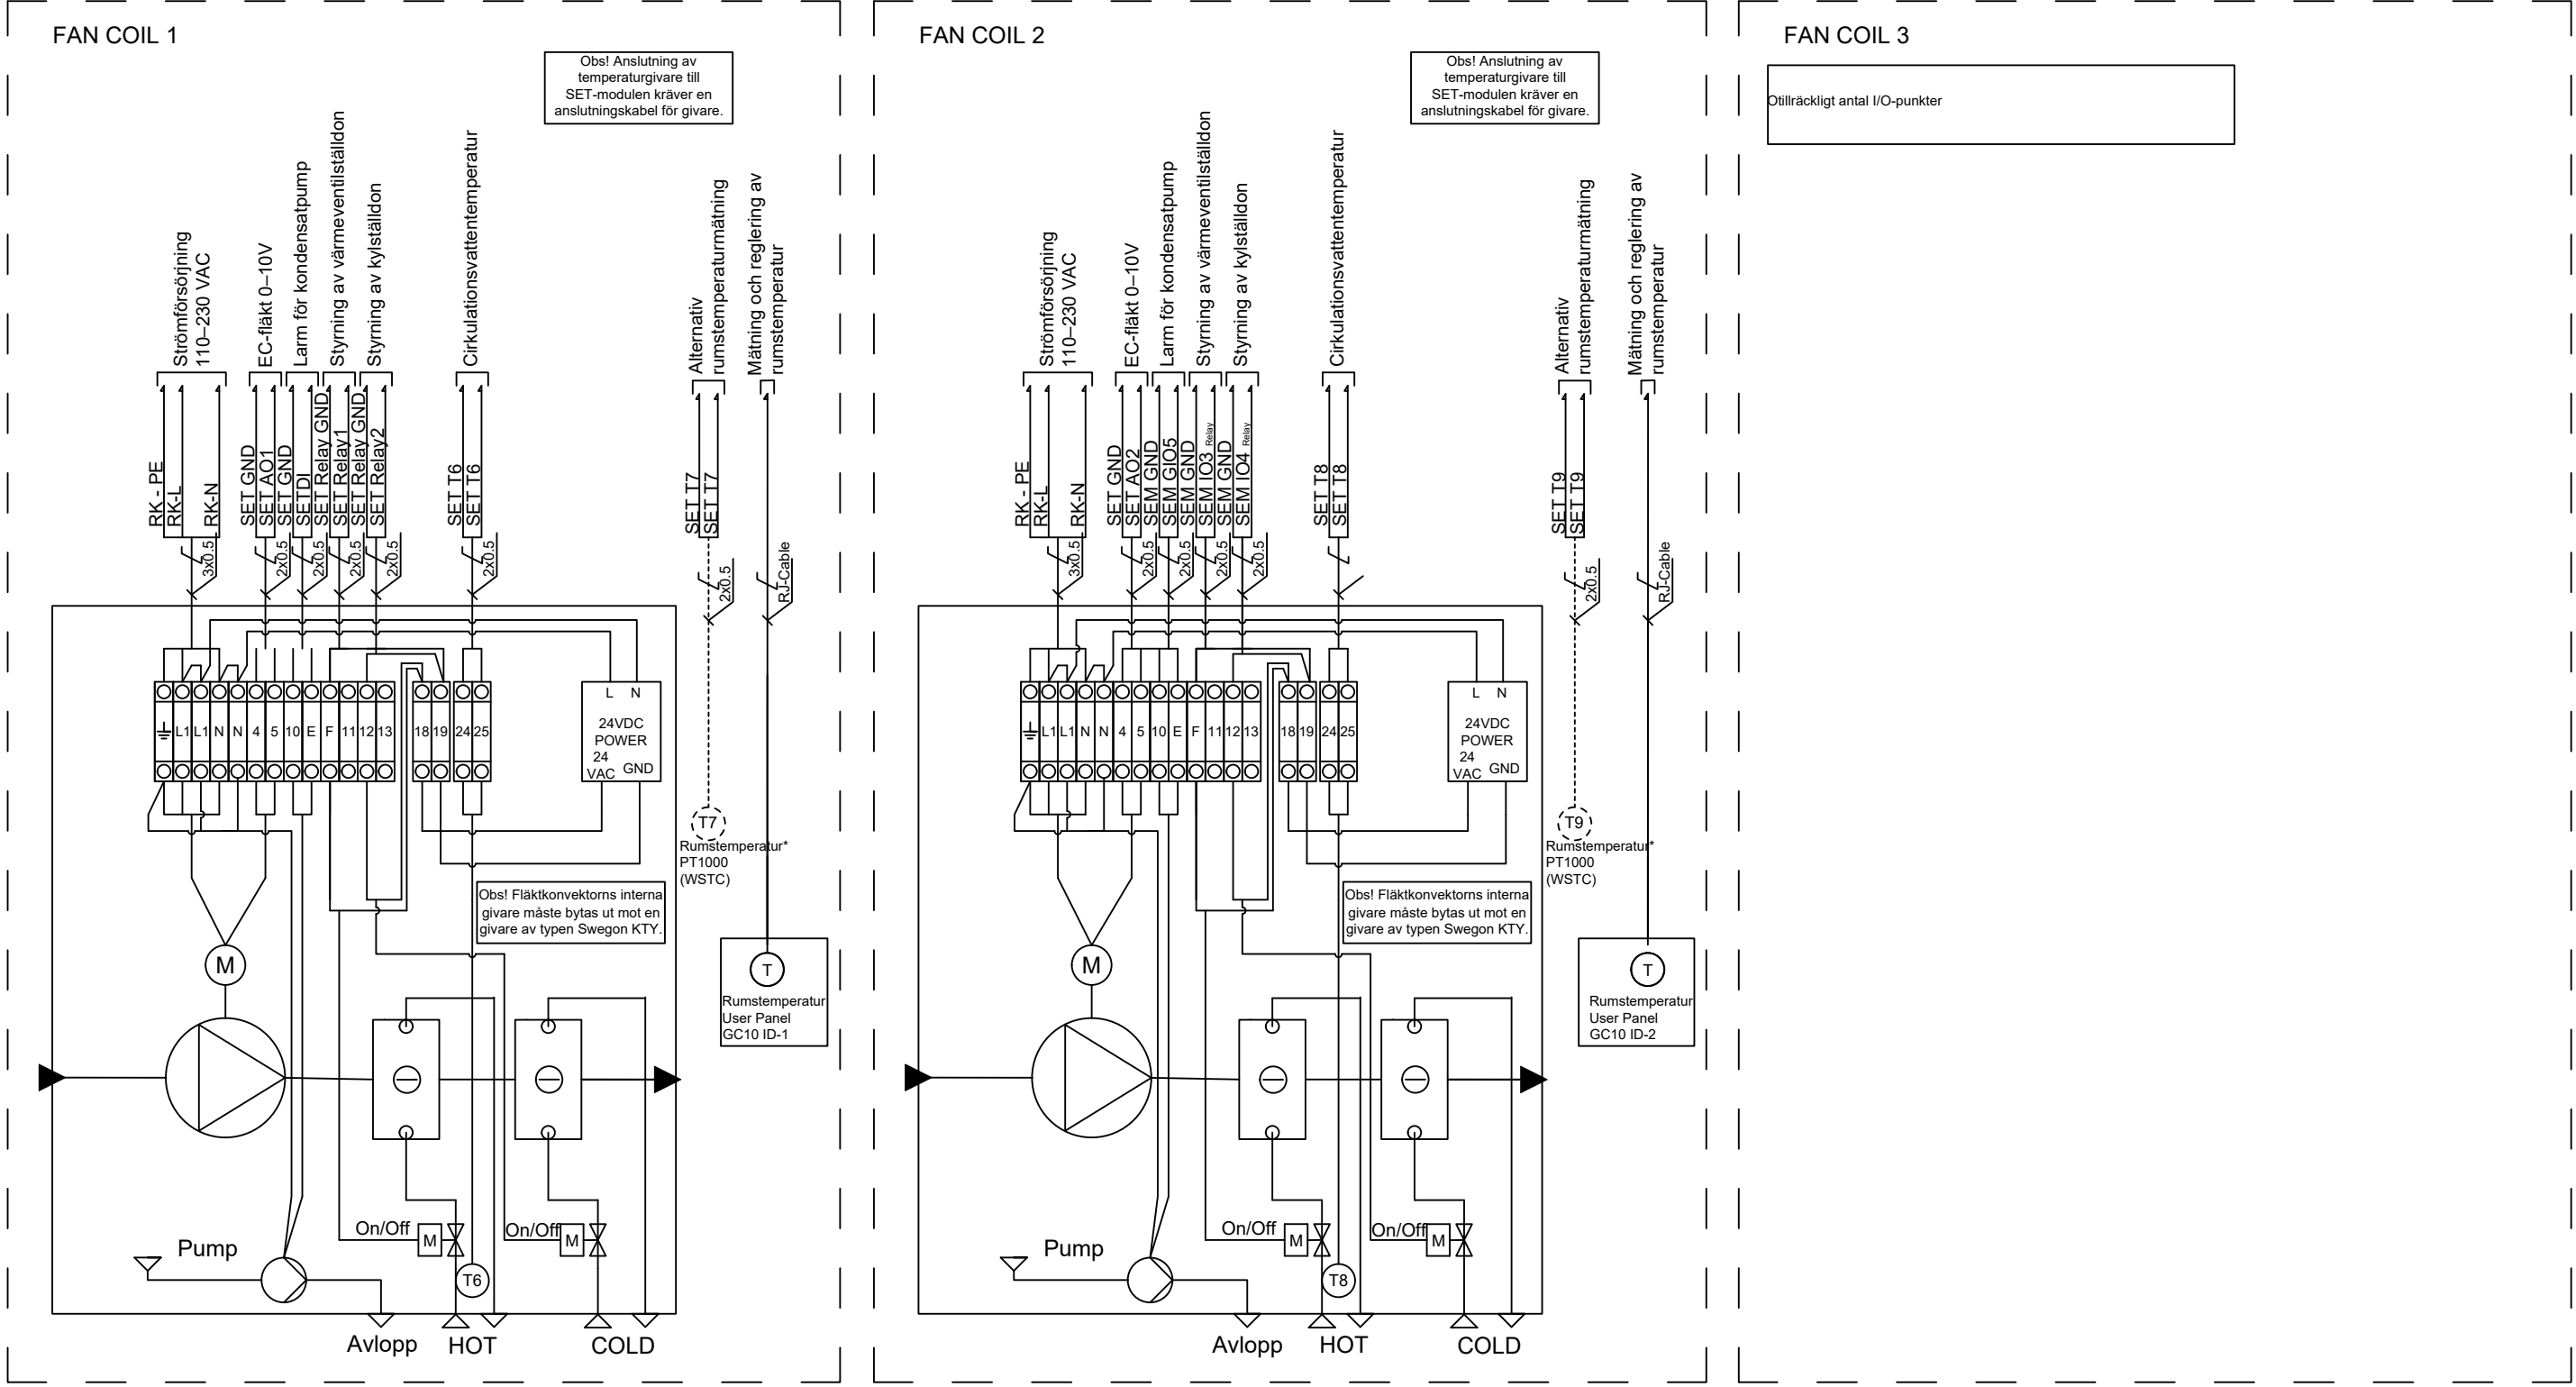 FAN COIL 1
Obs! Anslutning av
temperaturgivare till
SET-modulen kräver en
anslutningskabel för givare.
Strömförsörjning
110–230 VAC
EC-fläkt 0–10V
Larm för kondensatpump
Styrning av värmeventilställdon
Styrning av kylställdon
Cirkulationsvattentemperatur
Alternativ
rumstemperaturmätning
Mätning och reglering av
rumstemperatur
RK - PE
RK-L
RK-N
SET GND
SET AO1
SET GND
SETDI
SET Relay GND
SET Relay1
SET Relay GND
SET Relay2
SET T6
SET T6
SET T7
SET T7
3x0.5
2x0.5
2x0.5
2x0.5
2x0.5
2x0.5
2x0.5
RJ-Cable
L1 L1 N N 4 5 10 E F 11 12 13 18 19 24 25
L N
24VDC
POWER
24
VAC GND
T7
Rumstemperatur*
PT1000
(WSTC)
Obs! Fläktkonvektorns interna
givare måste bytas ut mot en
givare av typen Swegon KTY.
M
T
Rumstemperatur
User Panel
GC10 ID-1
On/Off
M
On/Off
M
Pump
T6
Avlopp
HOT
COLD
FAN COIL 2
Obs! Anslutning av
temperaturgivare till
SET-modulen kräver en
anslutningskabel för givare.
Strömförsörjning
110–230 VAC
EC-fläkt 0–10V
Larm för kondensatpump
Styrning av värmeventilställdon
Styrning av kylställdon
Cirkulationsvattentemperatur
Alternativ
rumstemperaturmätning
Mätning och reglering av
rumstemperatur
RK - PE
RK-L
RK-N
SET GND
SET AO2
SEM GND
SEM GIO5
SEM GND
SEM IO3 Relay
SEM GND
SEM IO4 Relay
SET T8
SET T8
SET T9
SET T9
3x0.5
2x0.5
2x0.5
2x0.5
2x0.5
2x0.5
RJ-Cable
L1 L1 N N 4 5 10 E F 11 12 13 18 19 24 25
L N
24VDC
POWER
24
VAC GND
T9
Rumstemperatur*
PT1000
(WSTC)
Obs! Fläktkonvektorns interna
givare måste bytas ut mot en
givare av typen Swegon KTY.
M
T
Rumstemperatur
User Panel
GC10 ID-2
On/Off
M
On/Off
M
Pump
T8
Avlopp
HOT
COLD
FAN COIL 3
Otillräckligt antal I/O-punkter